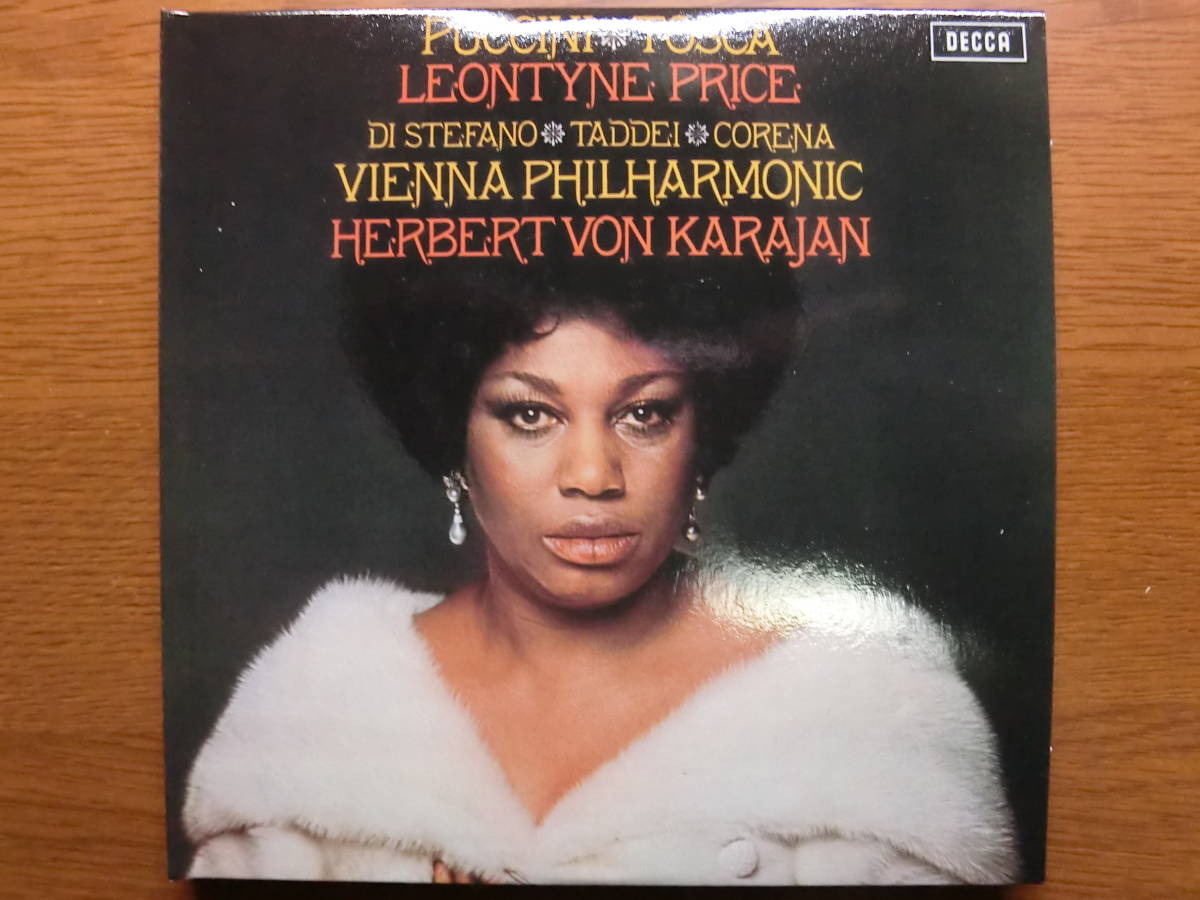 PUCCINI TOSCA
DECCA
LEONTYNE PRICE
DI STEFANO TADDEI CORENA
VIENNA PHILHARMONIC
HERBERT VON KARAJAN